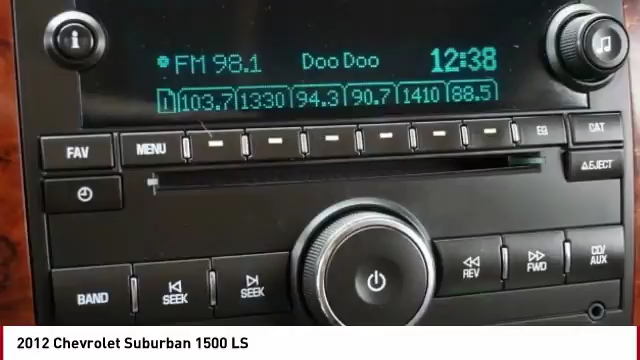 FM 98.1 Doo Doo 12:38
1 103.7 1330 94.3 90.7 1410 88.5
FAV MENU EQ CAT
EJECT
BAND SEEK SEEK REV FWD CD/AUX
2012 Chevrolet Suburban 1500 LS